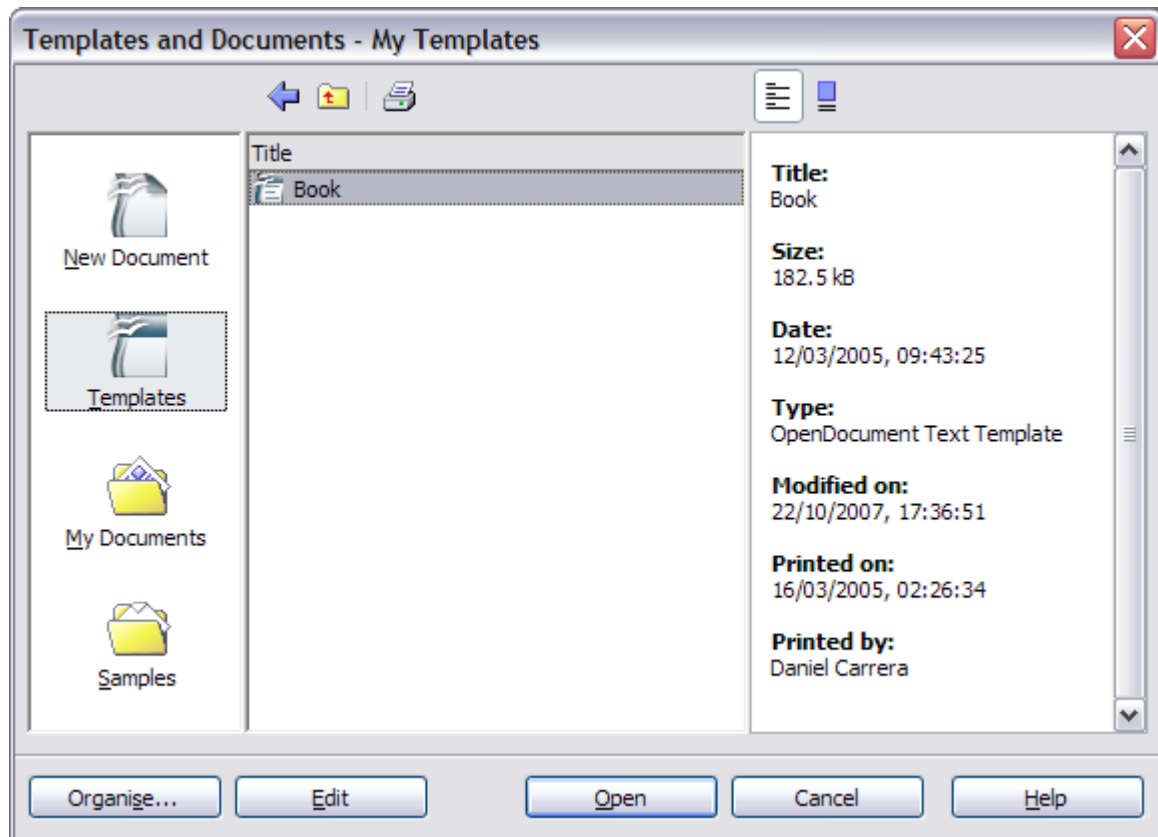 Templates and Documents - My Templates
New Document
Templates
My Documents
Samples
Title
Book
Title:
Book
Size:
182.5 kB
Date:
12/03/2005, 09:43:25
Type:
OpenDocument Text Template
Modified on:
22/10/2007, 17:36:51
Printed on:
16/03/2005, 02:26:34
Printed by:
Daniel Carrera
Organise...
Edit
Open
Cancel
Help